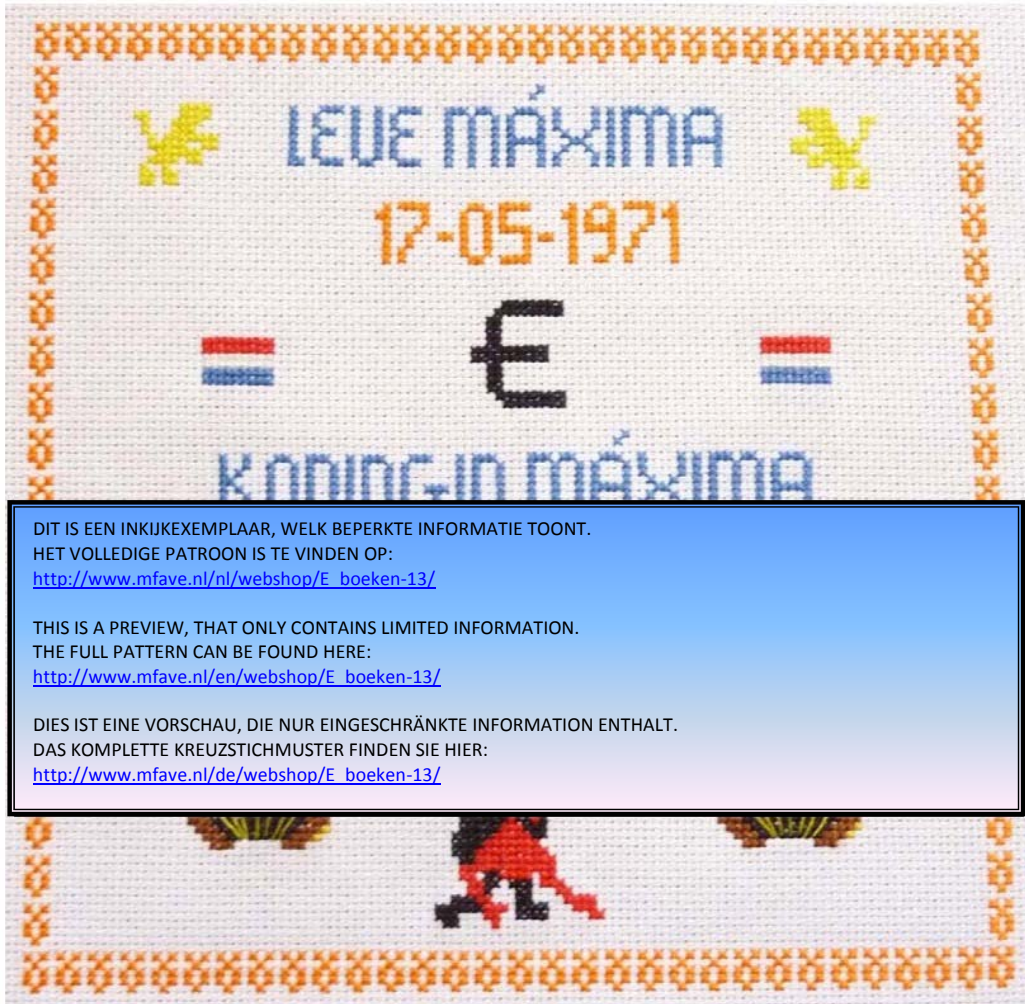 LEVE MÁXIMA
17-05-1971
€
KONINGIN MÁXIMA
DIT IS EEN INKIJKEXEMPLAAR, WELK BEPERKTE INFORMATIE TOONT.
HET VOLLEDIGE PATROON IS TE VINDEN OP:
http://www.mfave.nl/nl/webshop/E_boeken-13/
THIS IS A PREVIEW, THAT ONLY CONTAINS LIMITED INFORMATION.
THE FULL PATTERN CAN BE FOUND HERE:
http://www.mfave.nl/en/webshop/E_boeken-13/
DIES IST EINE VORSCHAU, DIE NUR EINGESCHRÄNKTE INFORMATION ENTHALT.
DAS KOMPLETTE KREUZSTICHMUSTER FINDEN SIE HIER:
http://www.mfave.nl/de/webshop/E_boeken-13/